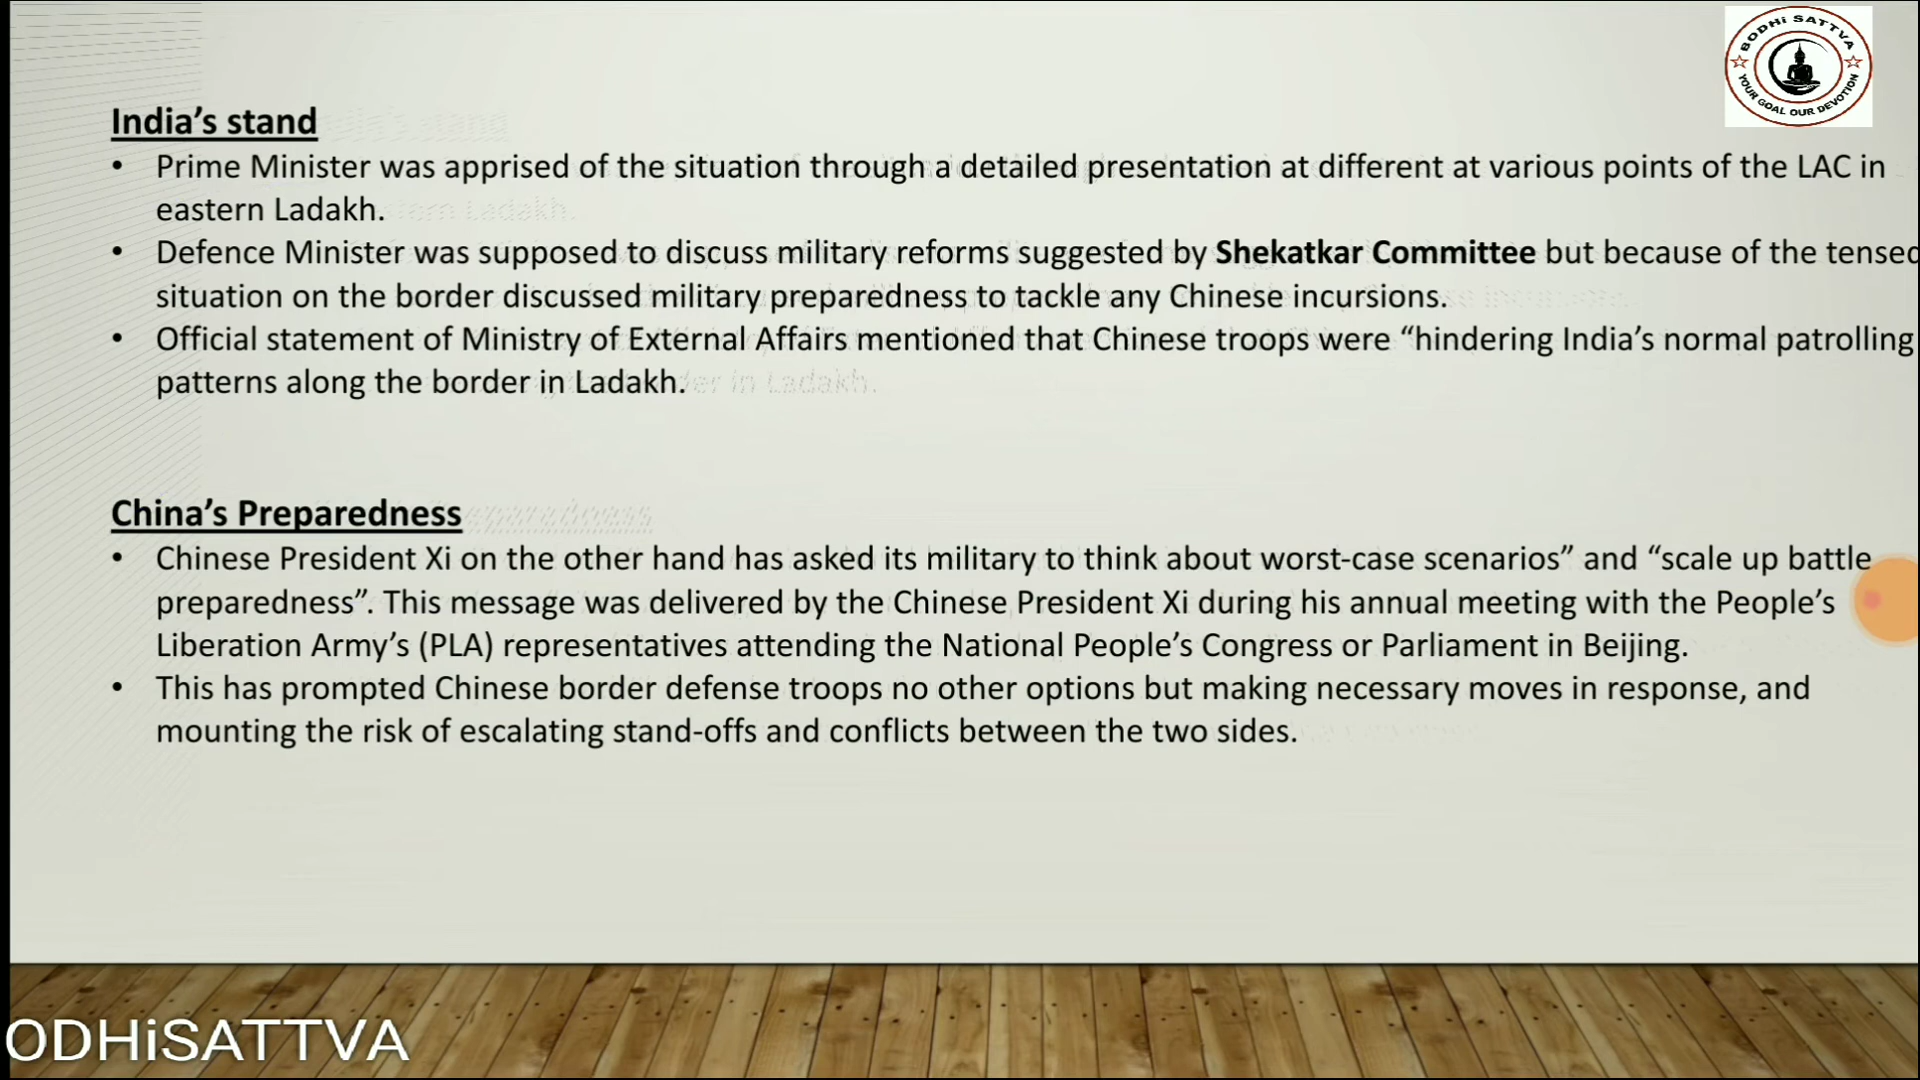 BODHi SATTVA
YOUR GOAL OUR DEVOTION
India’s stand
• Prime Minister was apprised of the situation through a detailed presentation at different at various points of the LAC in
eastern Ladakh.
• Defence Minister was supposed to discuss military reforms suggested by Shekatkar Committee but because of the tensed
situation on the border discussed military preparedness to tackle any Chinese incursions.
• Official statement of Ministry of External Affairs mentioned that Chinese troops were “hindering India’s normal patrolling
patterns along the border in Ladakh.
China’s Preparedness
• Chinese President Xi on the other hand has asked its military to think about worst-case scenarios” and “scale up battle
preparedness”. This message was delivered by the Chinese President Xi during his annual meeting with the People’s
Liberation Army’s (PLA) representatives attending the National People’s Congress or Parliament in Beijing.
• This has prompted Chinese border defense troops no other options but making necessary moves in response, and
mounting the risk of escalating stand-offs and conflicts between the two sides.
ODHiSATTVA